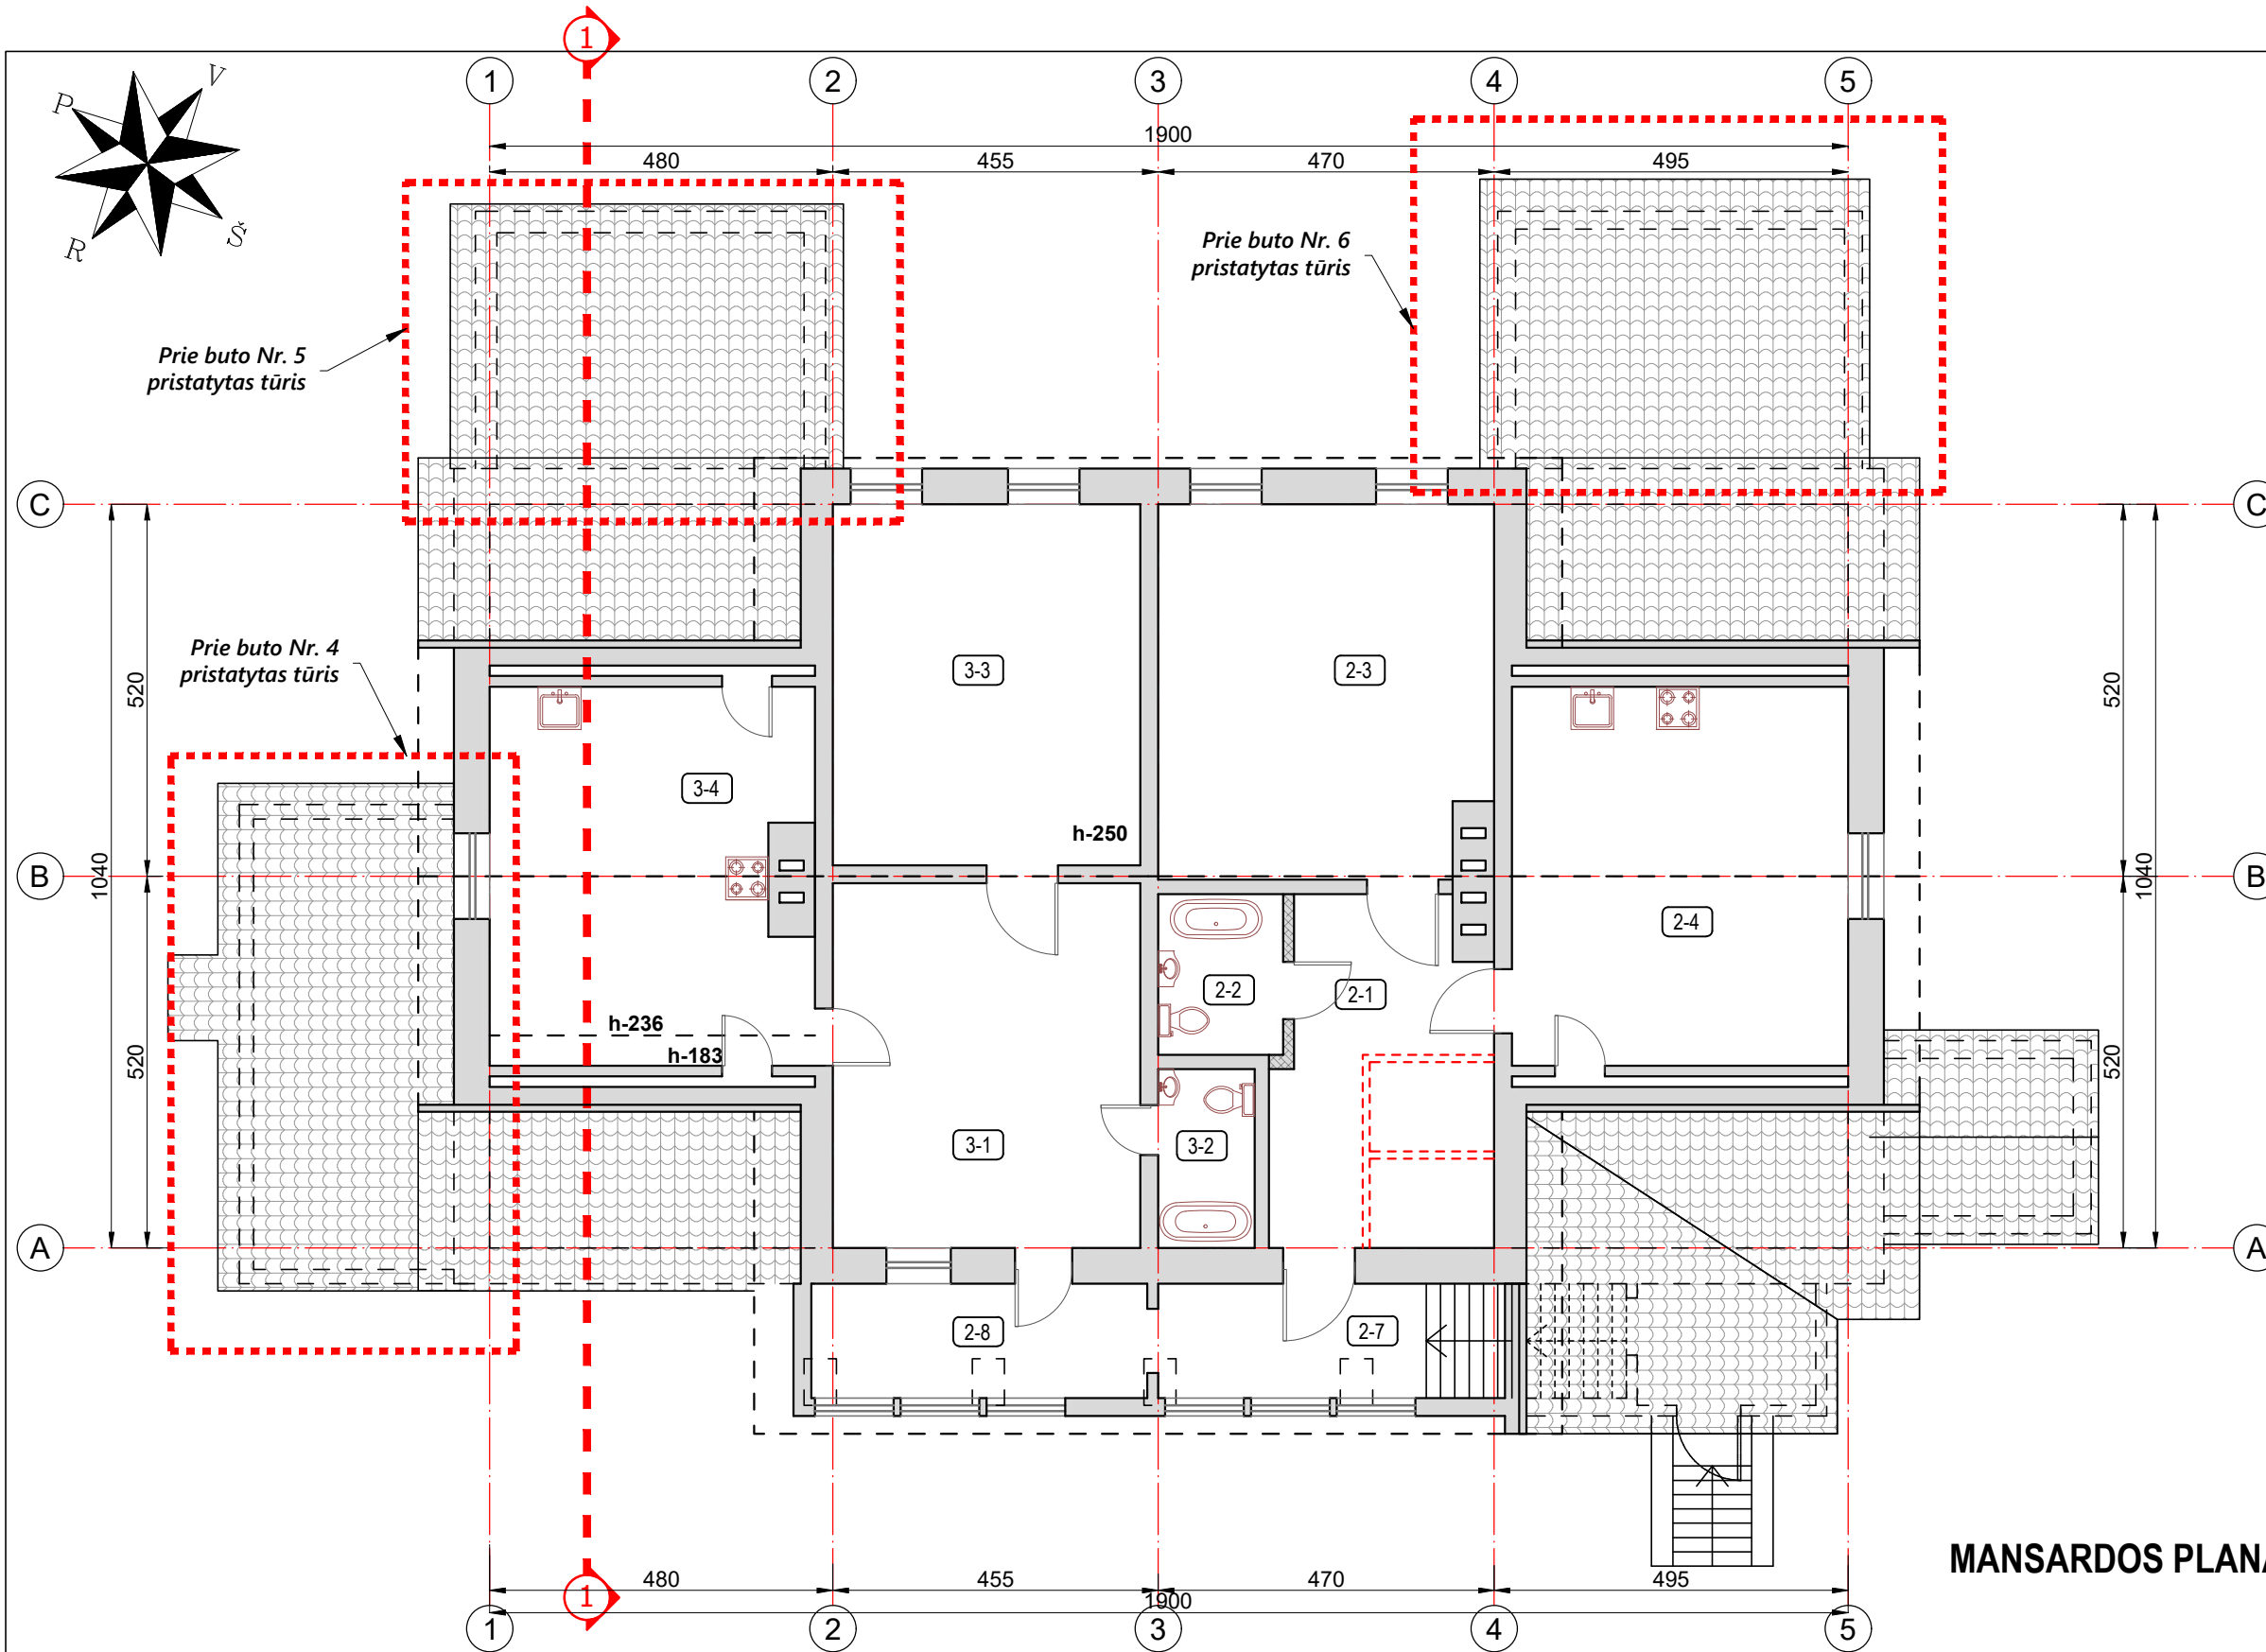 1
V
P
R
Š
1
2
3
4
5
1900
480
455
470
495
Prie buto Nr. 5
pristatytas tūris
Prie buto Nr. 6
pristatytas tūris
C
C
Prie buto Nr. 4
pristatytas tūris
520
1040
520
520
1040
520
3-3
2-3
3-4
h-250
B
B
2-4
2-2
2-1
h-236
h-183
3-1
3-2
A
A
2-8
2-7
MANSARDOS PLANA
480
455
470
495
1900
1
1
2
3
4
5